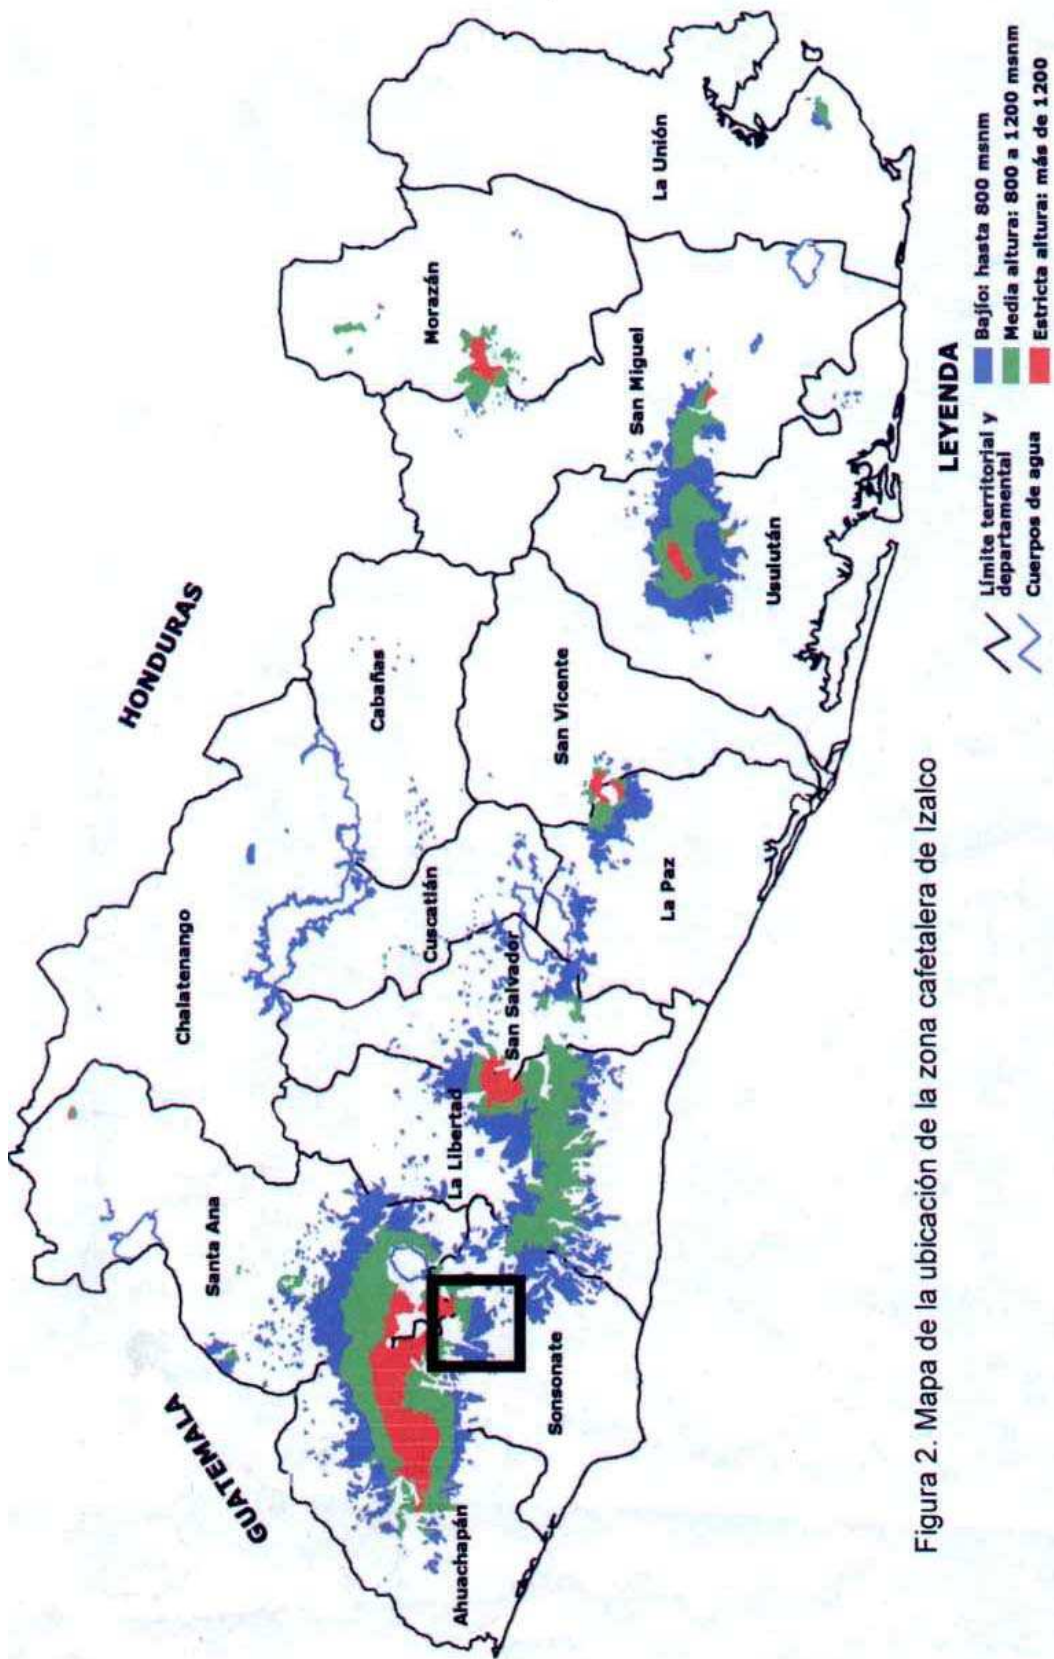 HONDURAS
GUATEMALA
Chalatenango
Santa Ana
Cabañas
Morazán
Cuscatlán
La Libertad
San Salvador
San Vicente
San Miguel
La Unión
Ahuachapán
Sonsonate
La Paz
Usulután
LEYENDA
Límite territorial y
departamental
Cuerpos de agua
Bajío: hasta 800 msnm
Media altura: 800 a 1200 msnm
Estricta altura: más de 1200
Figura 2. Mapa de la ubicación de la zona cafetalera de Izalco